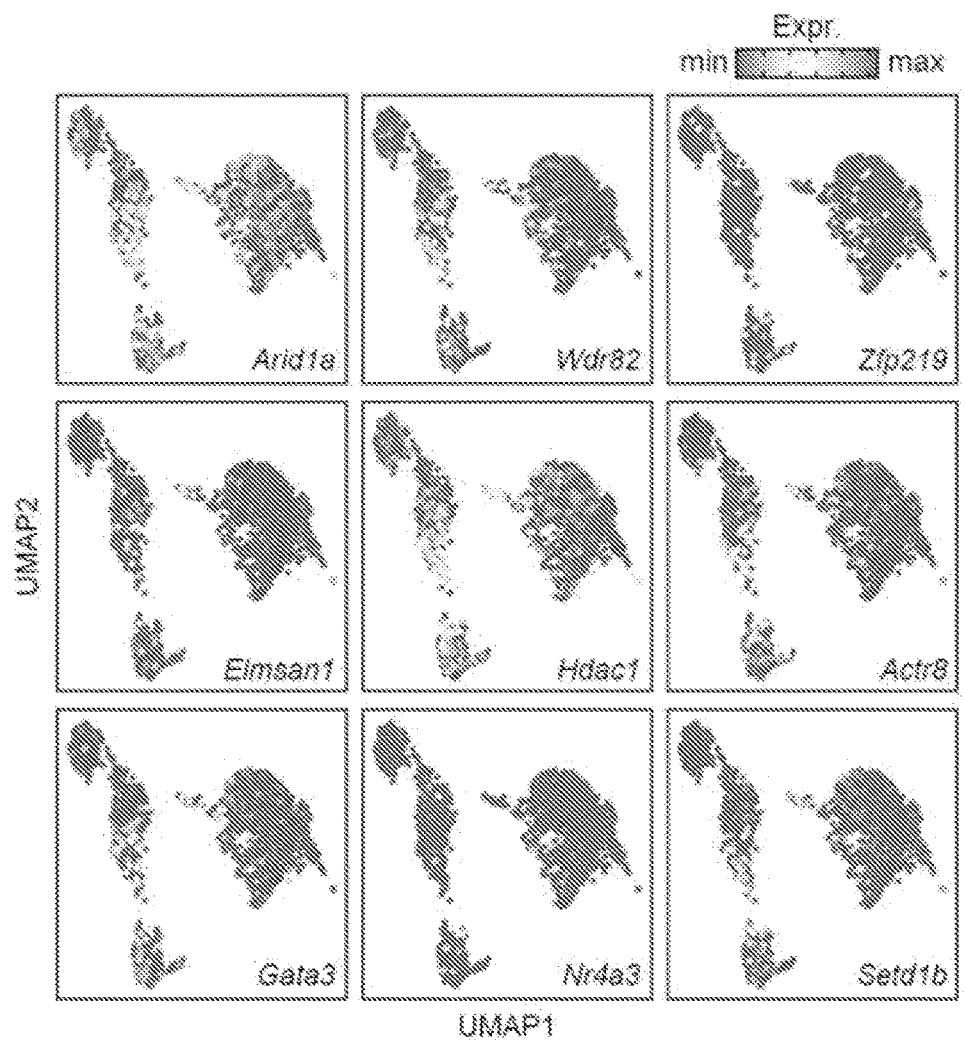 Expr.
min max
Arid1a
Wdr82
Zfp219
Elmsan1
Hdac1
Actr8
Gata3
Nr4a3
Setd1b
UMAP2
UMAP1